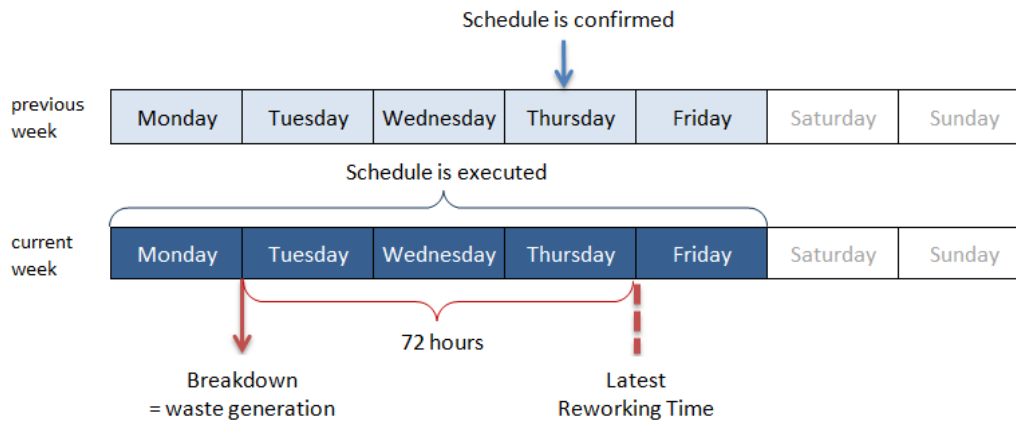 Schedule is confirmed
previous
week
Monday Tuesday Wednesday Thursday Friday Saturday Sunday
Schedule is executed
current
week
Monday Tuesday Wednesday Thursday Friday Saturday Sunday
72 hours
Breakdown
= waste generation
Latest
Reworking Time